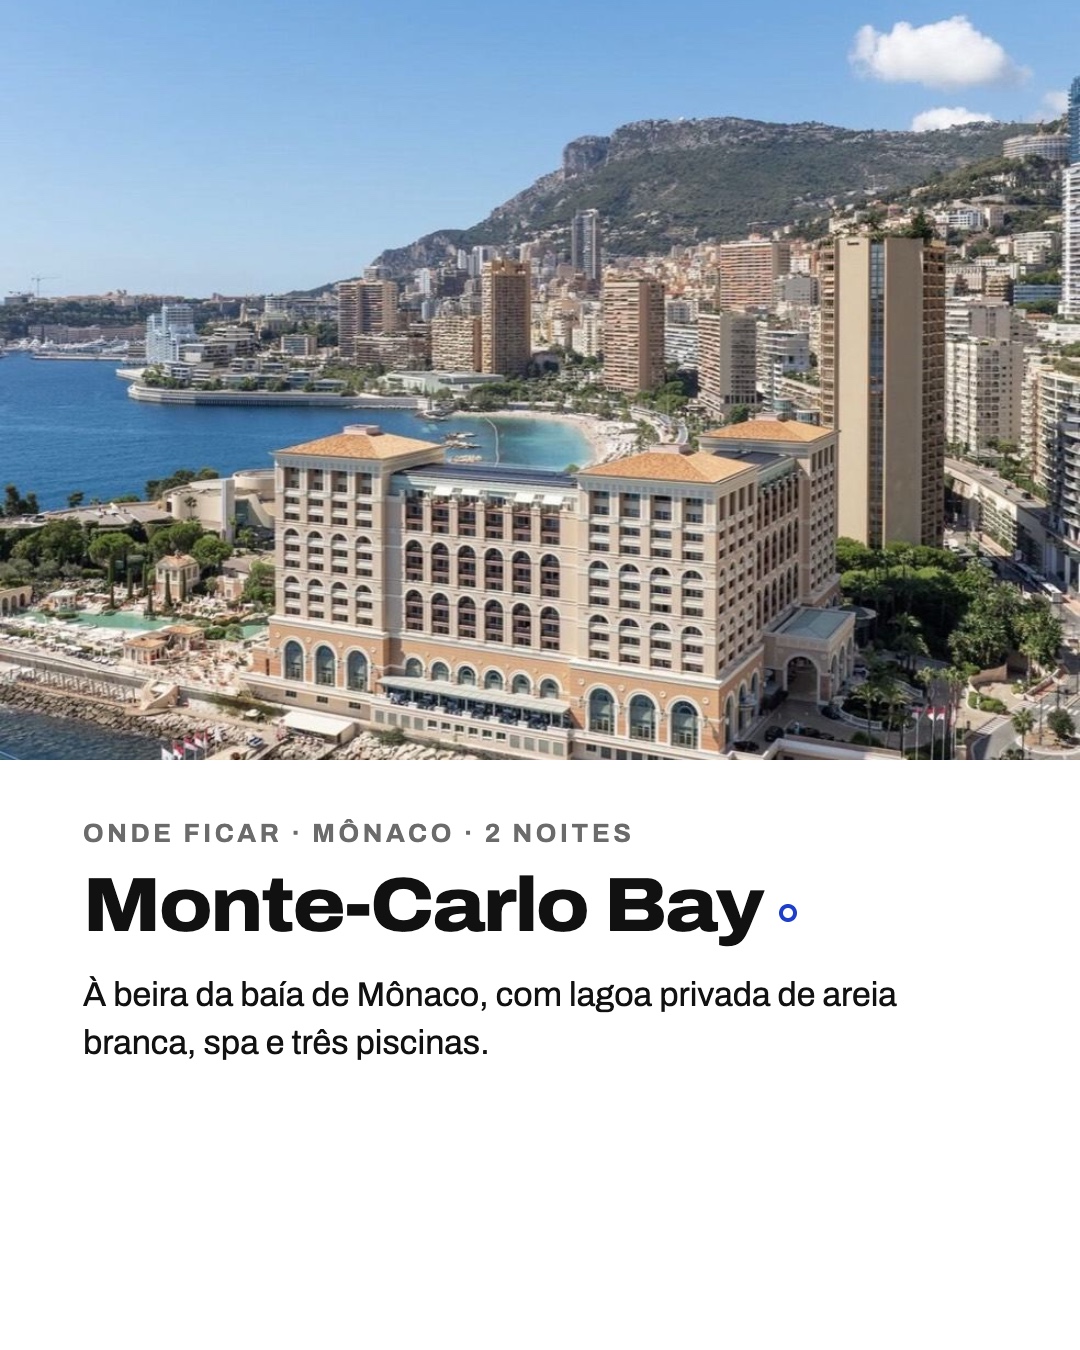 ONDE FICAR · MÔNACO · 2 NOITES
Monte-Carlo Bay
À beira da baía de Mônaco, com lagoa privada de areia
branca, spa e três piscinas.